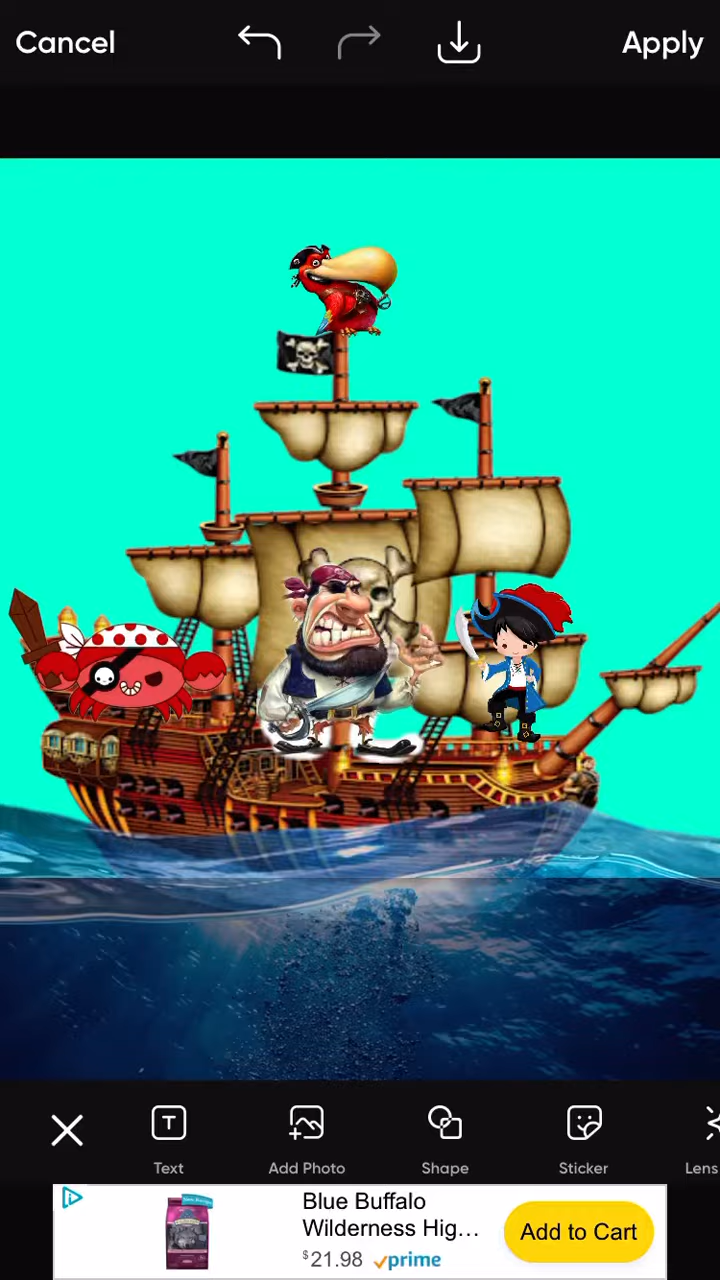 Cancel
Apply
Text
Add Photo
Shape
Sticker
Lens
Blue Buffalo
Wilderness Hig...
$21.98 prime
Add to Cart